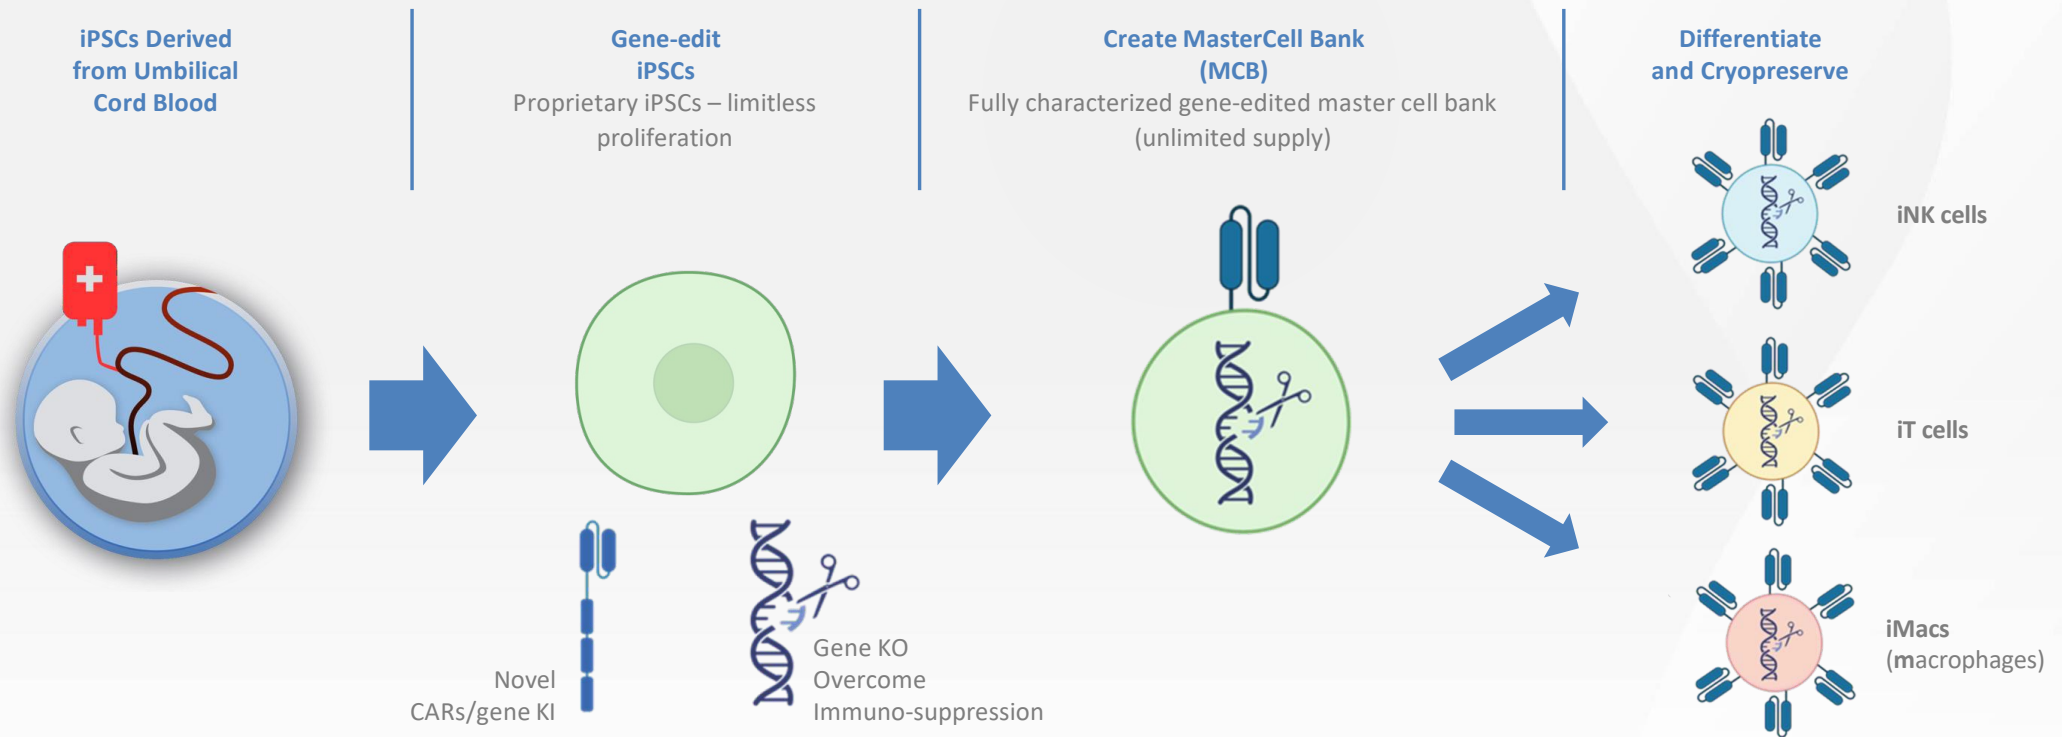 iPSCs Derived
from Umbilical
Cord Blood
Gene-edit
iPSCs
Proprietary iPSCs – limitless
proliferation
Create MasterCell Bank
(MCB)
Fully characterized gene-edited master cell bank
(unlimited supply)
Differentiate
and Cryopreserve
iNK cells
iT cells
iMacs
(macrophages)
Novel
CARs/gene KI
Gene KO
Overcome
Immuno-suppression